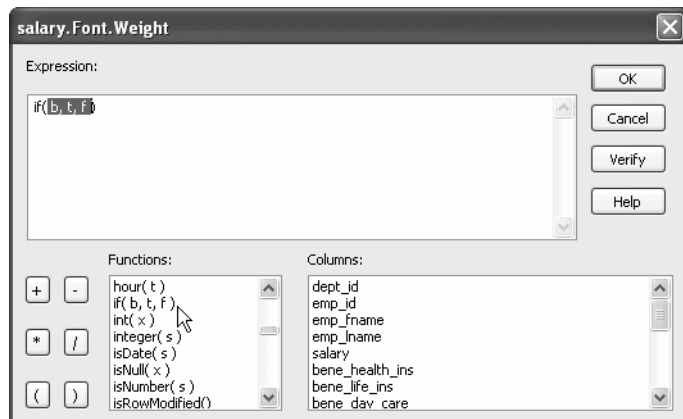 salary.Font.Weight
Expression:
if( b, t, f )
OK
Cancel
Verify
Help
Functions:
Columns:
+ -
* /
( )
hour( t )
if( b, t, f )
int( x )
integer( s )
isDate( s )
isNull( x )
isNumber( s )
isRowModified()
dept_id
emp_id
emp_fname
emp_lname
salary
bene_health_ins
bene_life_ins
bene_day_care